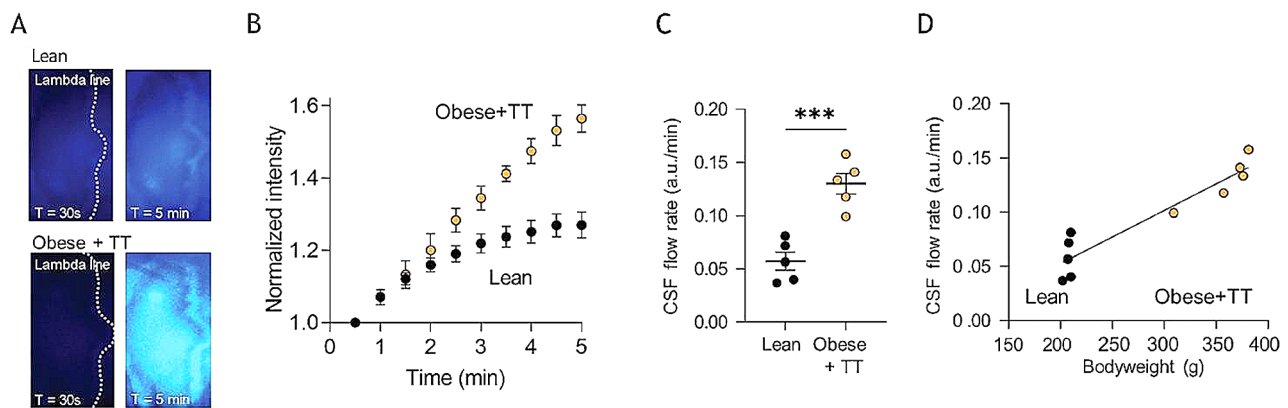 A
Lean
Lambda line
T = 30s
T = 5 min
Obese + TT
Lambda line
T = 30s
T = 5 min
B
Normalized intensity
1.6
1.4
1.2
1.0
Obese+TT
Lean
0 1 2 3 4 5
Time (min)
C
CSF flow rate (a.u./min)
0.20
0.15
0.10
0.05
0.00
***
Lean Obese
+ TT
D
CSF flow rate (a.u./min)
0.20
0.15
0.10
0.05
0.00
Lean
Obese+TT
150 200 250 300 350 400
Bodyweight (g)